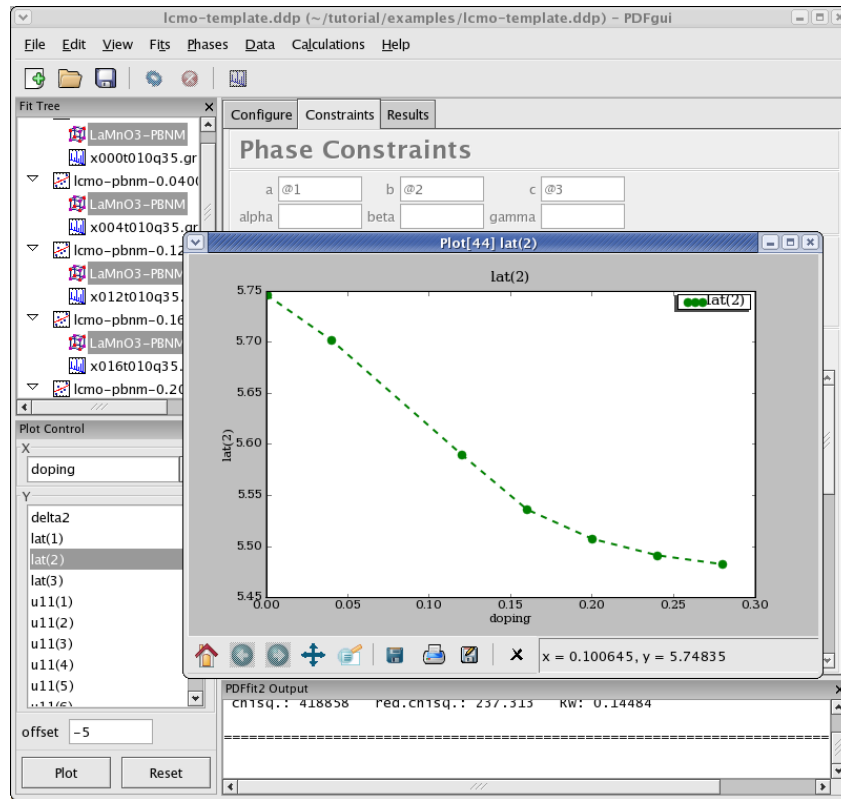 lcmo-template.ddp (~/tutorial/examples/lcmo-template.ddp) – PDFgui
File Edit View Fits Phases Data Calculations Help
Fit Tree
LaMnO3-PBNM
x000t010q35.gr
lcmo-pbnm-0.040
LaMnO3-PBNM
x004t010q35.gr
lcmo-pbnm-0.12
LaMnO3-PBNM
x012t010q35.
lcmo-pbnm-0.16
LaMnO3-PBNM
x016t010q35.
lcmo-pbnm-0.20
Configure Constraints Results
Phase Constraints
a @1 b @2 c @3
alpha beta gamma
Plot[44] lat(2)
lat(2)
lat(2)
5.75
5.70
5.65
5.60
5.55
5.50
5.45
lat(2)
0.00 0.05 0.10 0.15 0.20 0.25 0.30
doping
x = 0.100645, y = 5.74835
Plot Control
X
doping
Y
delta2
lat(1)
lat(2)
lat(3)
u11(1)
u11(2)
u11(3)
u11(4)
u11(5)
u11(6)
offset -5
Plot Reset
PDFfit2 Output
chisq.: 418858 red.chisq.: 237.313 Rw: 0.14484